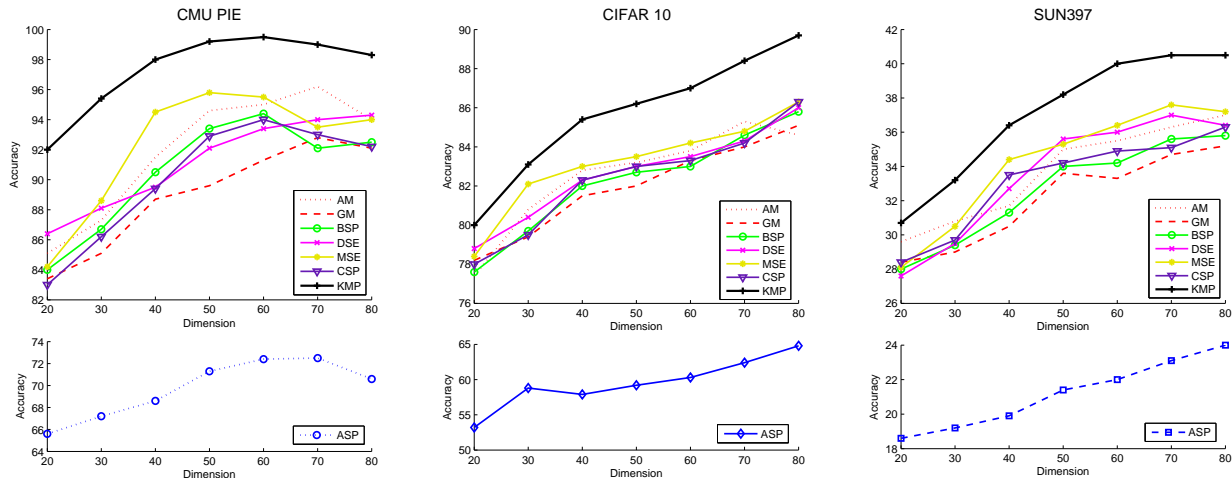 CMU PIE
100
98
96
94
92
90
88
86
84
82
Accuracy
20 30 40 50 60 70 80
Dimension
AM
GM
BSP
DSE
MSE
CSP
KMP
CIFAR 10
90
88
86
84
82
80
78
76
Accuracy
20 30 40 50 60 70 80
Dimension
AM
GM
BSP
DSE
MSE
CSP
KMP
SUN397
42
40
38
36
34
32
30
28
26
Accuracy
20 30 40 50 60 70 80
Dimension
AM
GM
BSP
DSE
MSE
CSP
KMP
74
72
70
68
66
64
Accuracy
20 30 40 50 60 70 80
Dimension
ASP
65
60
55
50
Accuracy
20 30 40 50 60 70 80
Dimension
ASP
24
22
20
18
Accuracy
20 30 40 50 60 70 80
Dimension
ASP